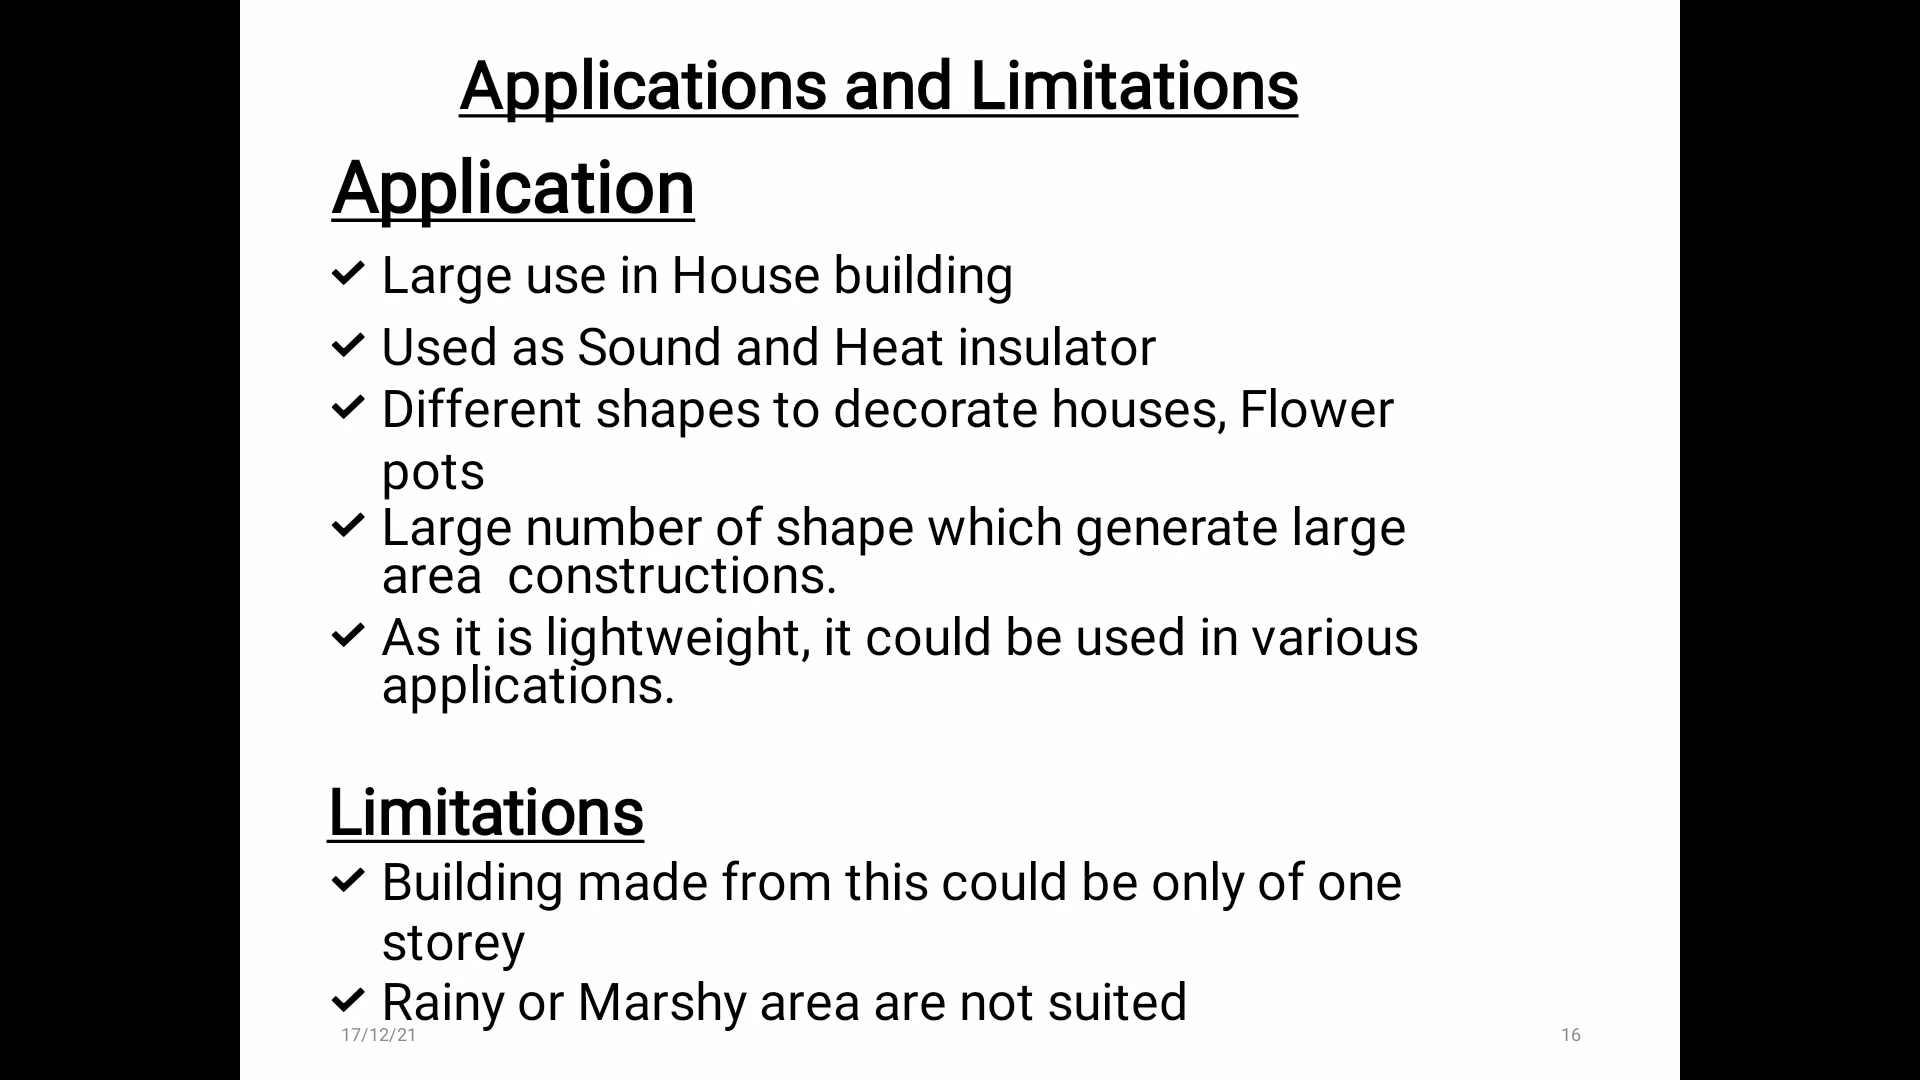 Applications and Limitations
Application
✓ Large use in House building
✓ Used as Sound and Heat insulator
✓ Different shapes to decorate houses, Flower
pots
✓ Large number of shape which generate large
area  constructions.
✓ As it is lightweight, it could be used in various
applications.
Limitations
✓ Building made from this could be only of one
storey
✓ Rainy or Marshy area are not suited
17/12/21
16